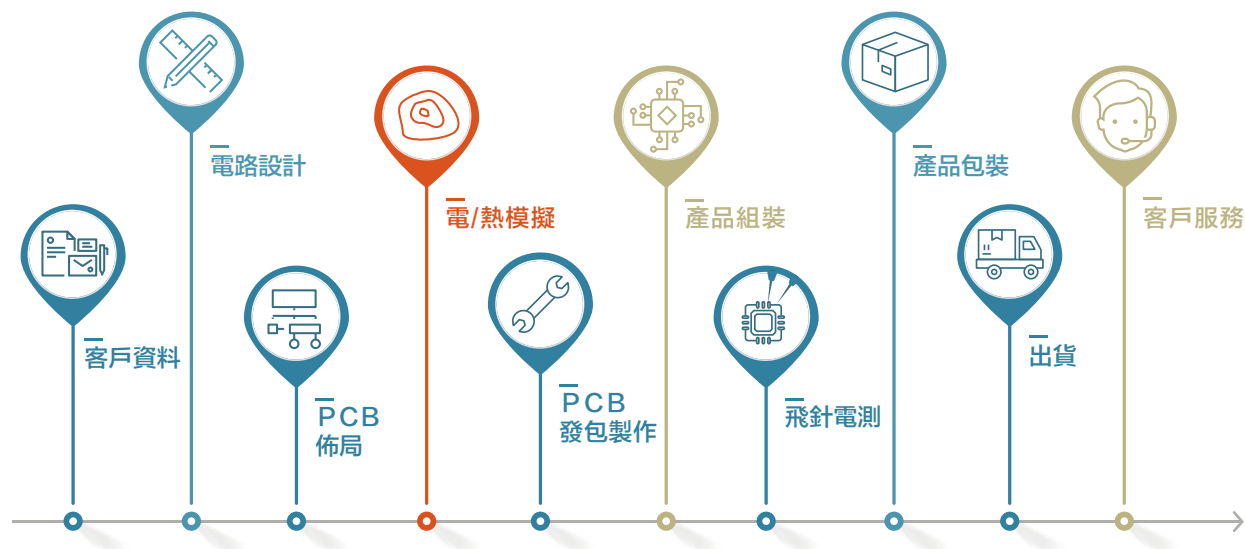 客戶資料
電路設計
PCB
佈局
電/熱模擬
PCB
發包製作
產品組裝
飛針電測
產品包裝
出貨
客戶服務